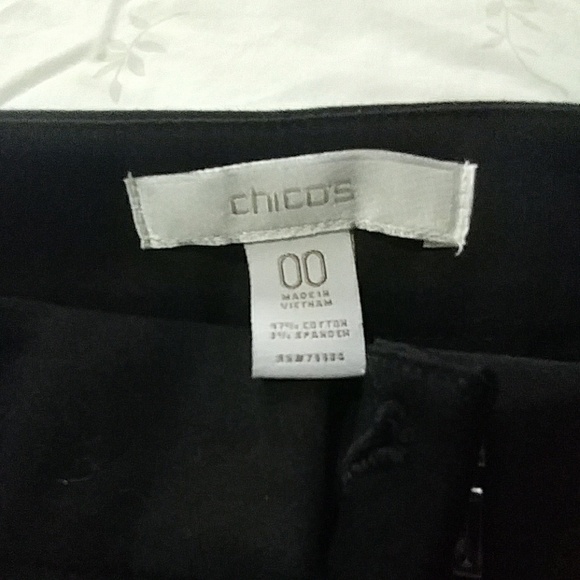 chico's
00
MADE IN
VIETNAM
97% COTTON
3% SPANDEX